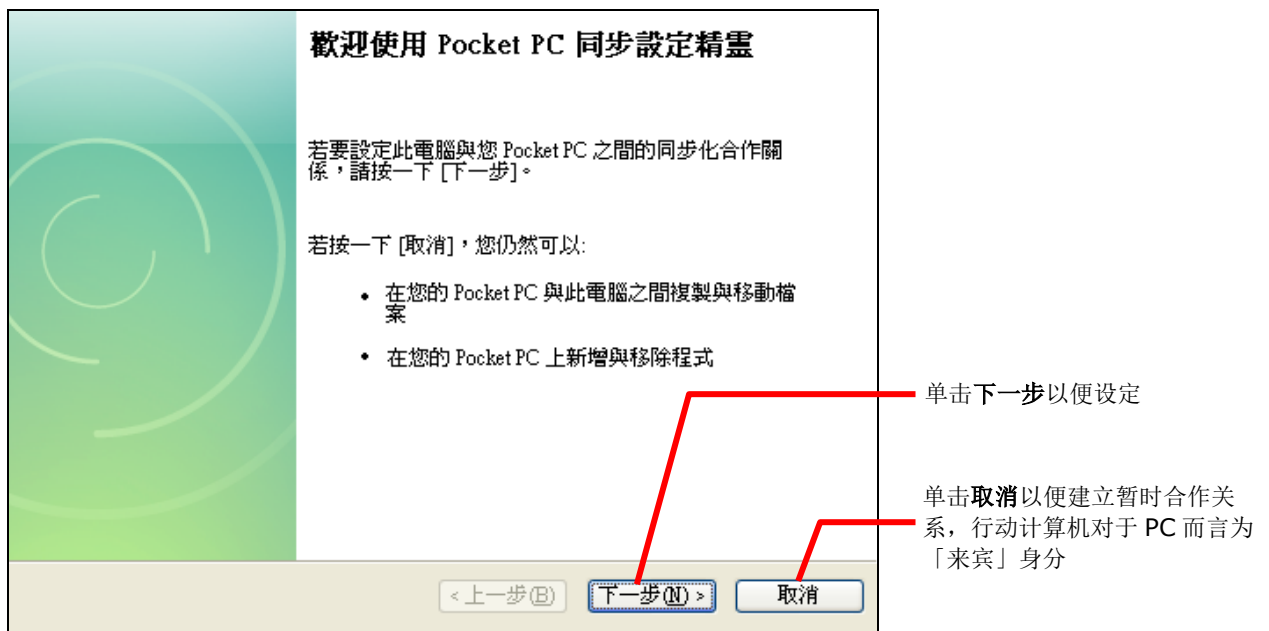 歡迎使用 Pocket PC 同步設定精靈
若要設定此電腦與您 Pocket PC 之間的同步化合作關
係，請按一下 [下一步]。
若按一下 [取消]，您仍然可以:
• 在您的 Pocket PC 與此電腦之間複製與移動檔
案
• 在您的 Pocket PC 上新增與移除程式
单击下一步以便设定
单击取消以便建立暂时合作关
系，行动计算机对于 PC 而言为
「来宾」身分
< 上一步(B)
下一步(N) >
取消